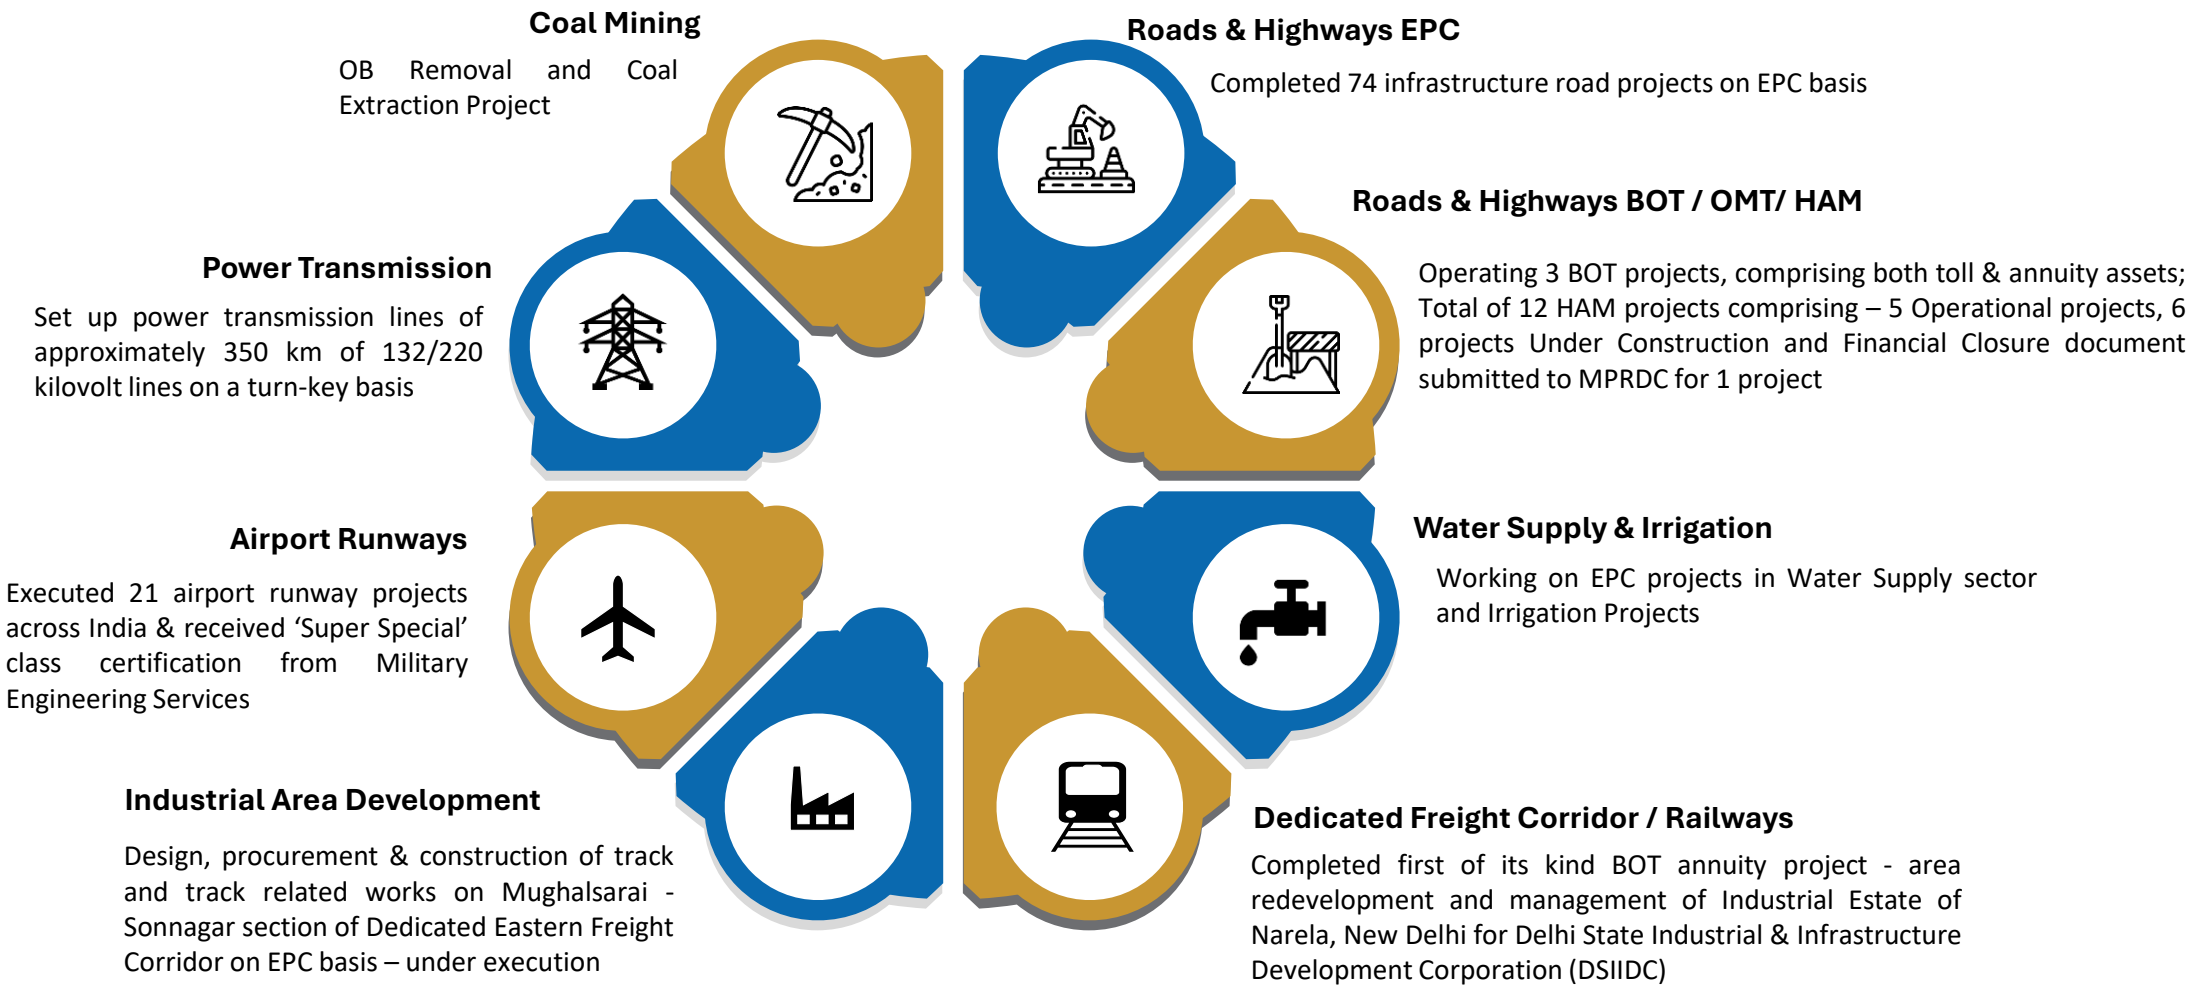 Coal Mining
OB Removal and Coal
Extraction Project
Roads & Highways EPC
Completed 74 infrastructure road projects on EPC basis
Roads & Highways BOT / OMT/ HAM
Operating 3 BOT projects, comprising both toll & annuity assets;
Total of 12 HAM projects comprising – 5 Operational projects, 6
projects Under Construction and Financial Closure document
submitted to MPRDC for 1 project
Power Transmission
Set up power transmission lines of
approximately 350 km of 132/220
kilovolt lines on a turn-key basis
Water Supply & Irrigation
Working on EPC projects in Water Supply sector
and Irrigation Projects
Airport Runways
Executed 21 airport runway projects
across India & received ‘Super Special’
class certification from Military
Engineering Services
Industrial Area Development
Design, procurement & construction of track
and track related works on Mughalsarai -
Sonnagar section of Dedicated Eastern Freight
Corridor on EPC basis – under execution
Dedicated Freight Corridor / Railways
Completed first of its kind BOT annuity project - area
redevelopment and management of Industrial Estate of
Narela, New Delhi for Delhi State Industrial & Infrastructure
Development Corporation (DSIIDC)